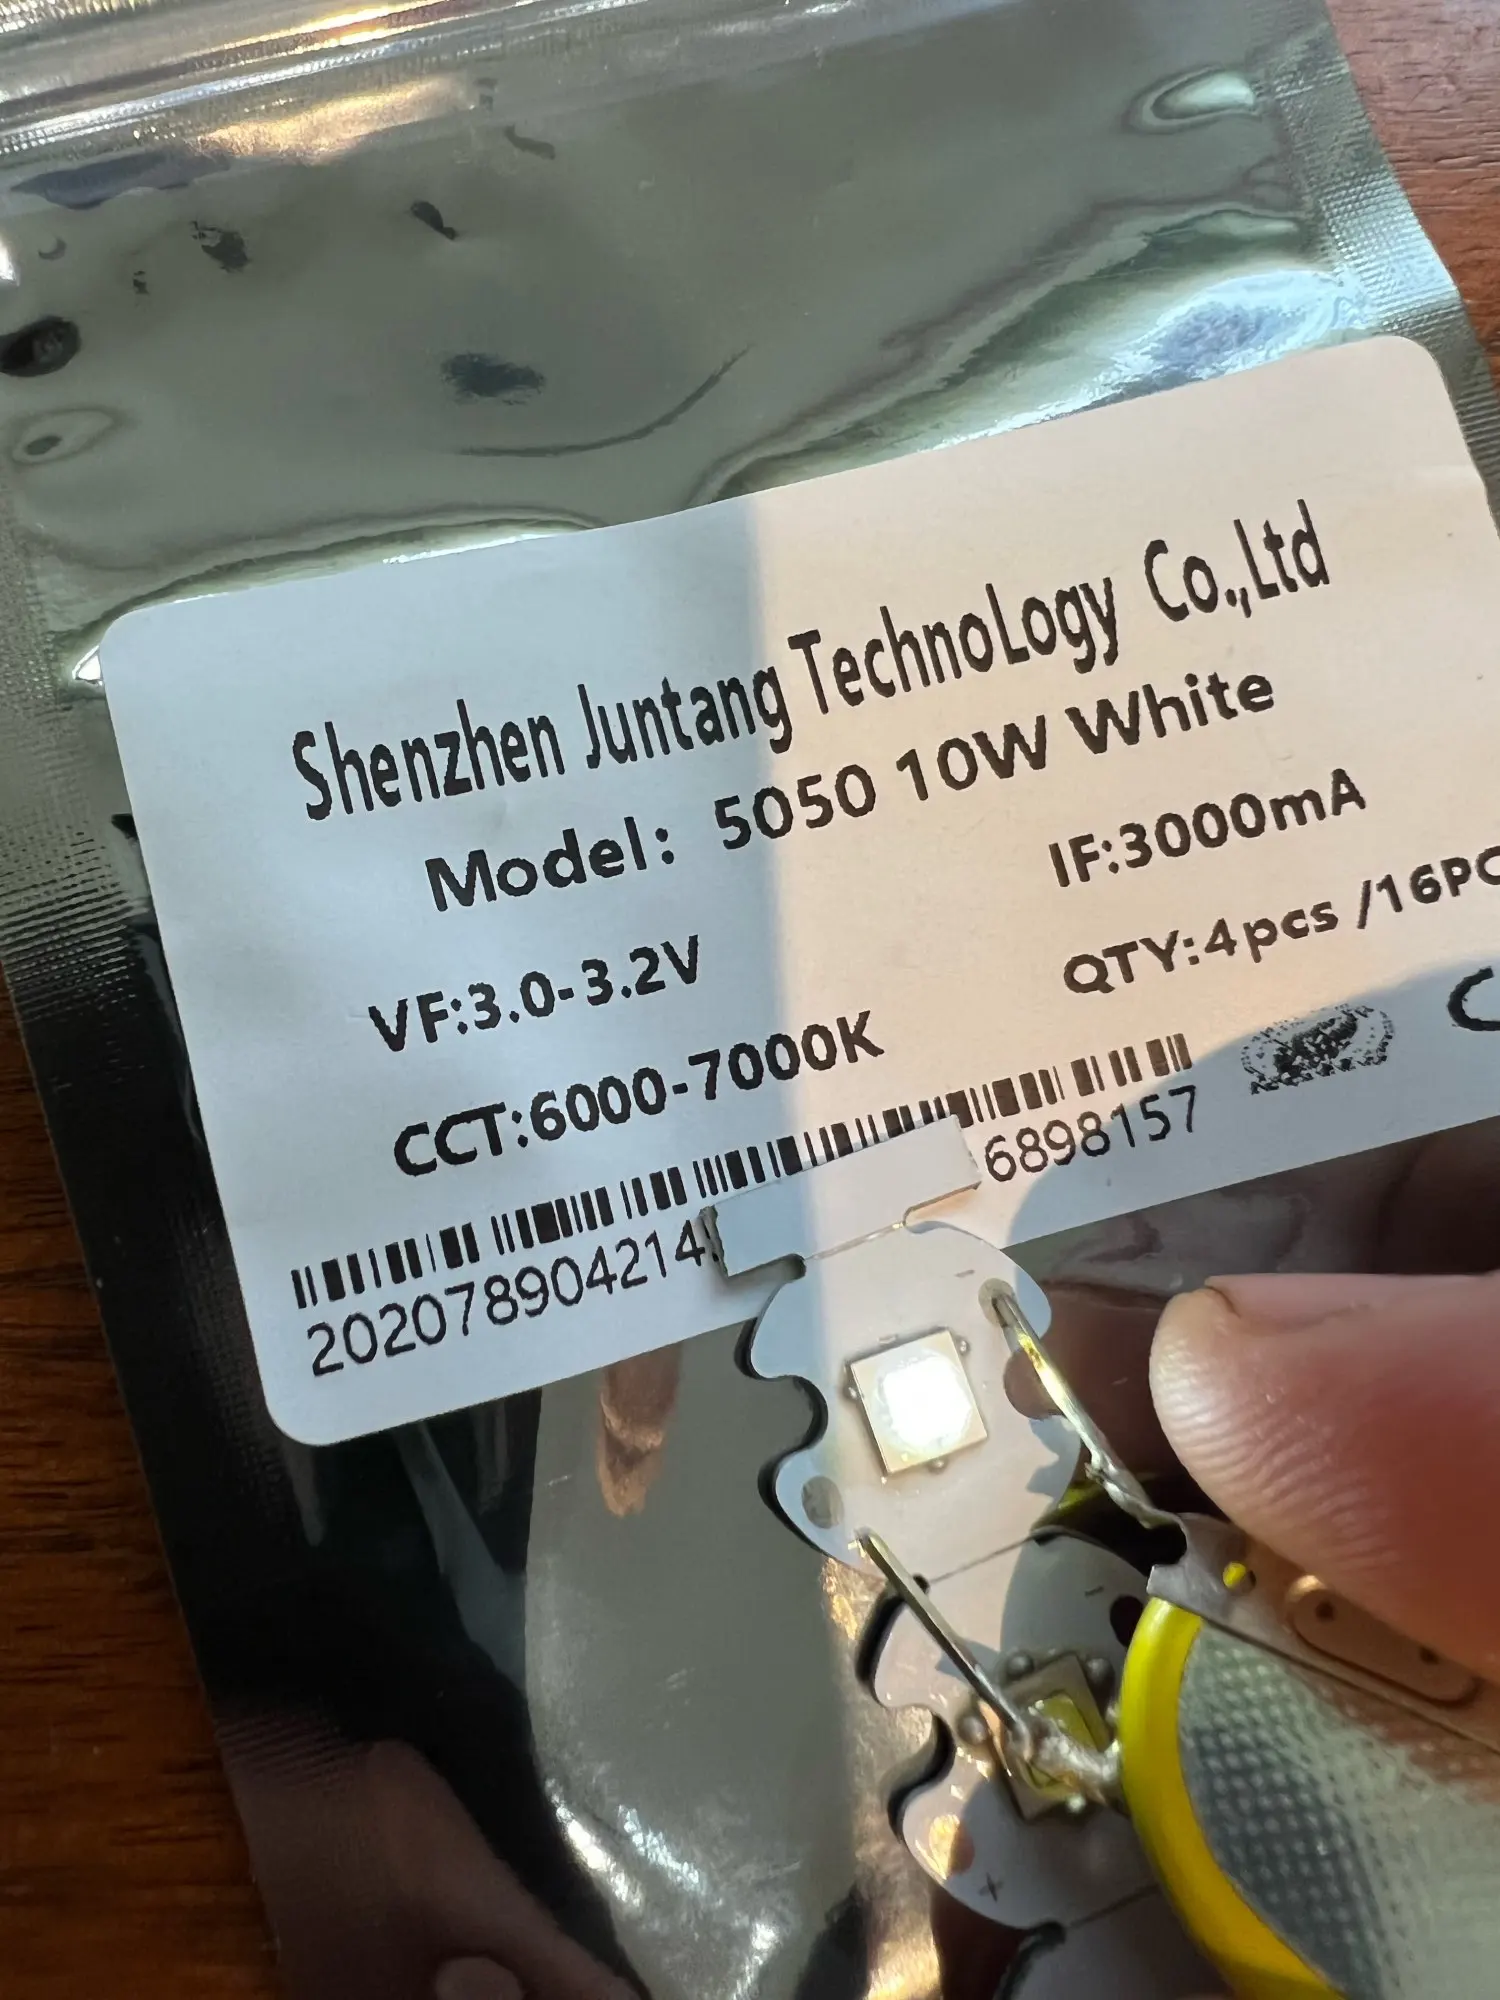 Shenzhen Juntang TechnoLogy Co.,Ltd
Model: 5050 10W White
VF:3.0-3.2V IF:3000mA
CCT:6000-7000K QTY:4pcs /16PC
202078904214 6898157
-
+
-
+